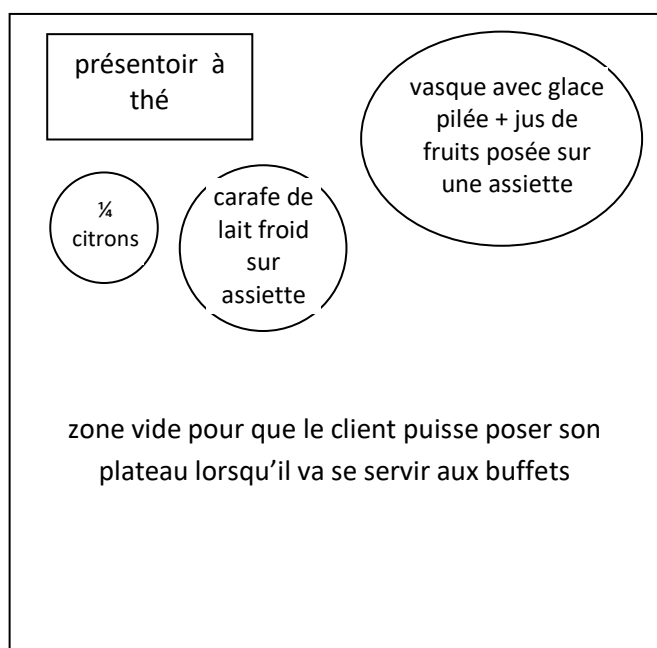 présentoir à
thé
vasque avec glace
pilée + jus de
fruits posée sur
une assiette
¼
citrons
carafe de
lait froid
sur
assiette
zone vide pour que le client puisse poser son
plateau lorsqu’il va se servir aux buffets